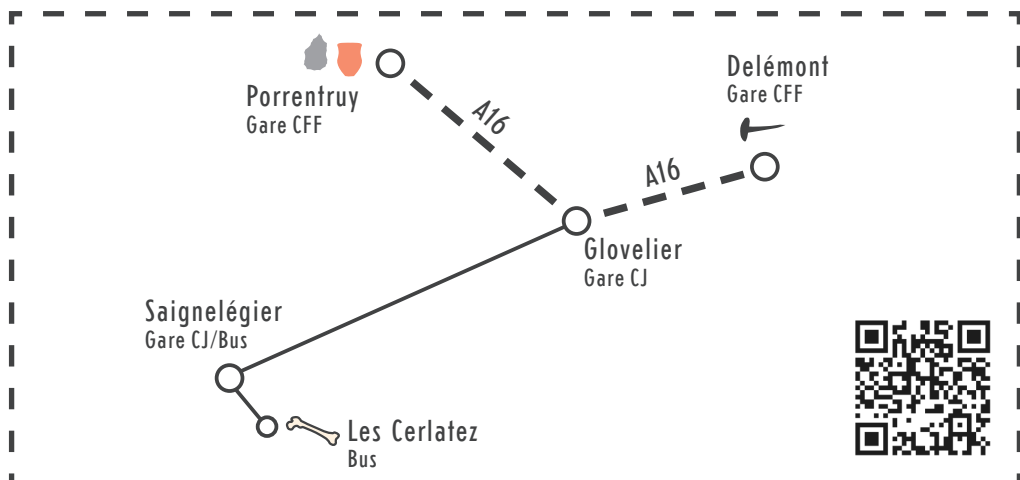 Porrentruy
Gare CFF
A16
Delémont
Gare CFF
A16
Glovelier
Gare CJ
Saignelégier
Gare CJ/Bus
Les Cerlatez
Bus